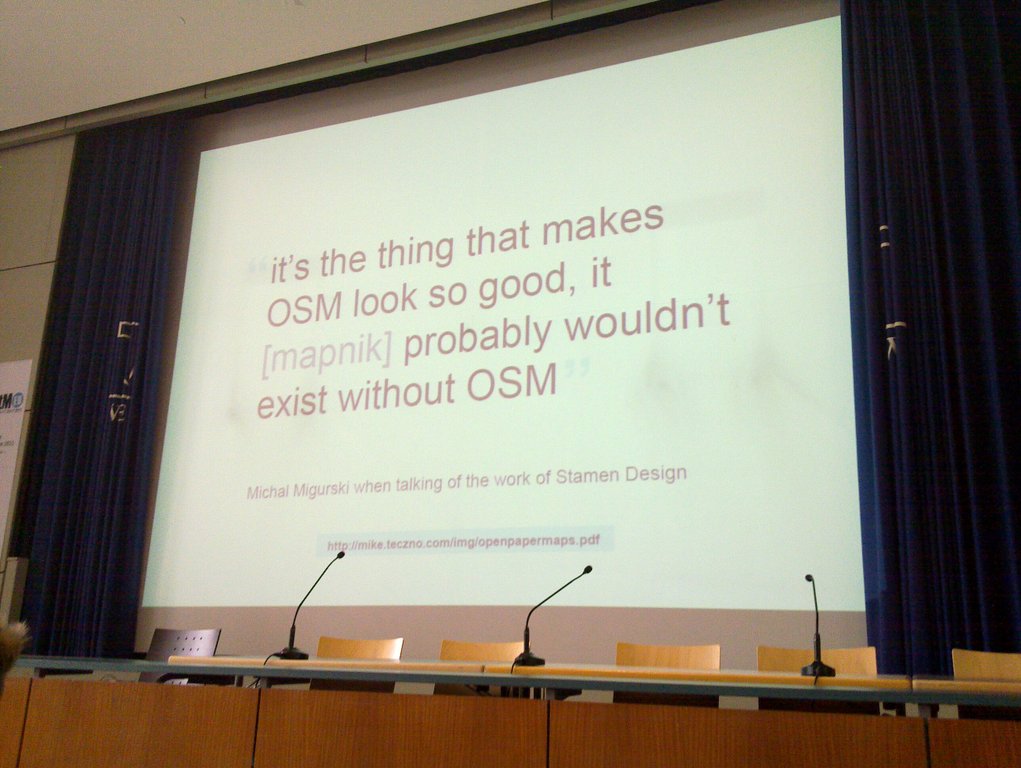 “it’s the thing that makes
OSM look so good, it
[mapnik] probably wouldn’t
exist without OSM”
Michal Migurski when talking of the work of Stamen Design
http://mike.teczno.com/img/openpapermaps.pdf